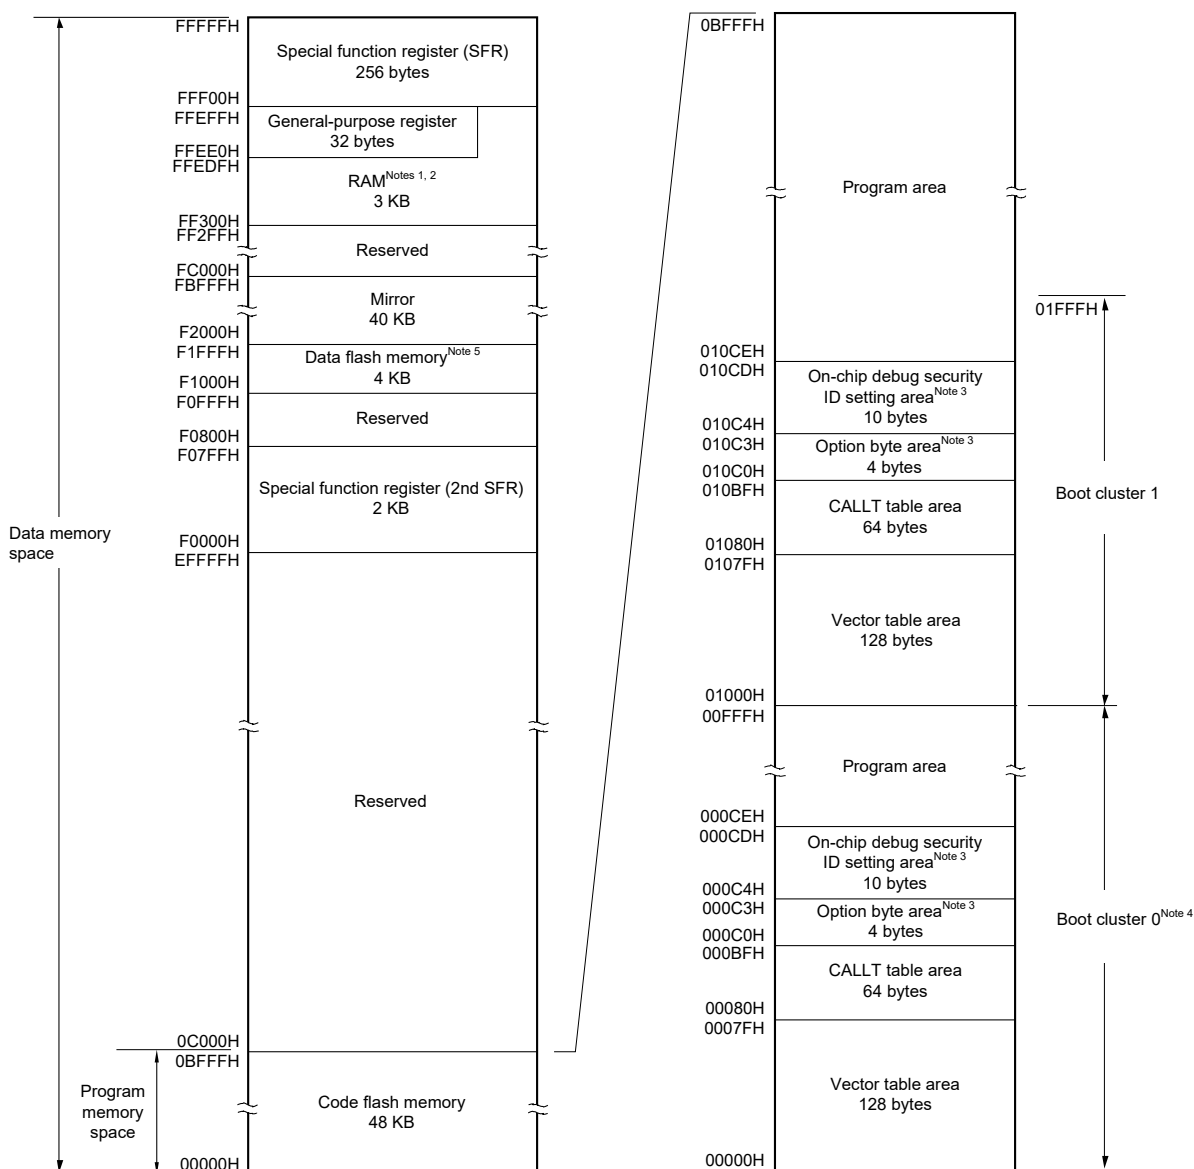 FFFFFH
Special function register (SFR)
256 bytes
FFF00H
FFEFFH
General-purpose register
32 bytes
FFEE0H
FFEDFH
RAMNotes 1, 2
3 KB
FF300H
FF2FFH
Reserved
FC000H
FBFFFH
Mirror
40 KB
F2000H
F1FFFH
Data flash memoryNote 5
4 KB
F1000H
F0FFFH
Reserved
F0800H
F07FFH
Special function register (2nd SFR)
2 KB
F0000H
EFFFFH
Data memory
space
Reserved
0C000H
0BFFFH
Program
memory
space
Code flash memory
48 KB
00000H
0BFFFH
Program area
01FFFH
010CEH
010CDH
On-chip debug security
ID setting areaNote 3
10 bytes
010C4H
010C3H
Option byte areaNote 3
4 bytes
010C0H
010BFH
CALLT table area
64 bytes
Boot cluster 1
01080H
0107FH
Vector table area
128 bytes
01000H
00FFFH
Program area
000CEH
000CDH
On-chip debug security
ID setting areaNote 3
10 bytes
000C4H
000C3H
Option byte areaNote 3
4 bytes
Boot cluster 0Note 4
000C0H
000BFH
CALLT table area
64 bytes
00080H
0007FH
Vector table area
128 bytes
00000H